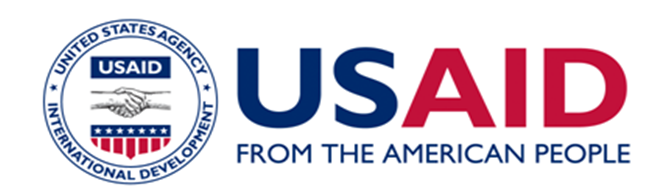 UNITED STATES AGENCY
INTERNATIONAL DEVELOPMENT
USAID
USAID
FROM THE AMERICAN PEOPLE